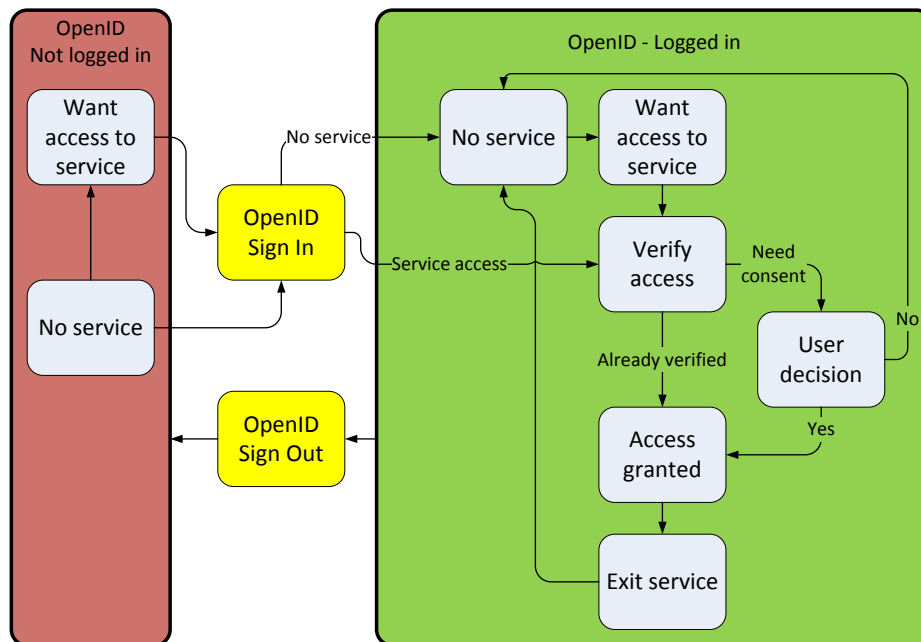 OpenID
Not logged in
Want
access to
service
No service
OpenID
Sign In
OpenID
Sign Out
No service
Service access
OpenID - Logged in
No service
Want
access to
service
Verify
access
Need
consent
No
User
decision
Already verified
Yes
Access
granted
Exit service